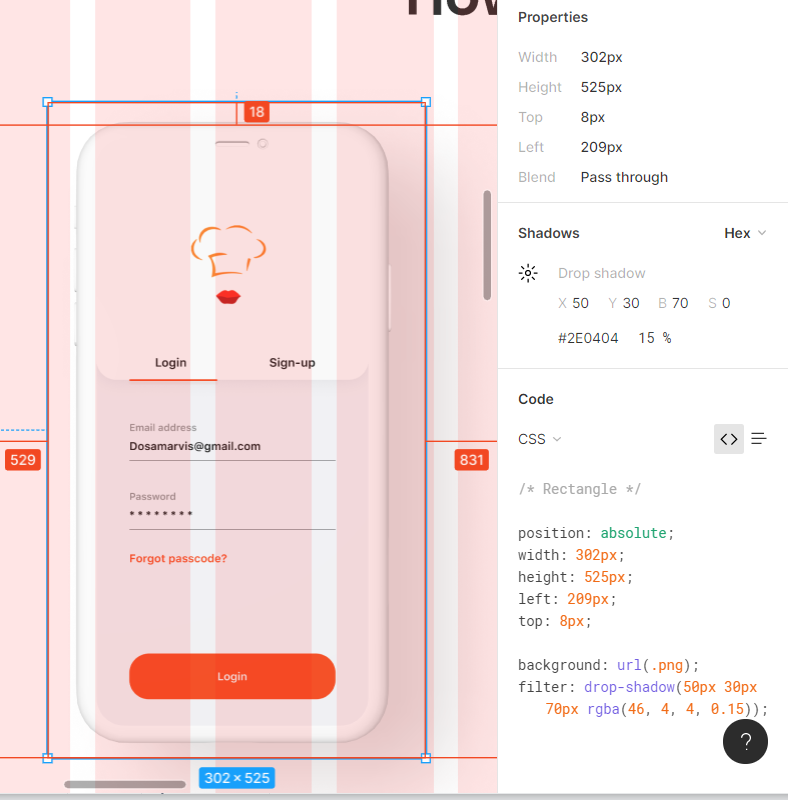 18
Login
Sign-up
Email address
Dosamarvis@gmail.com
Password
********
Forgot passcode?
Login
529
831
302 × 525
Properties
Width 302px
Height 525px
Top 8px
Left 209px
Blend Pass through
Shadows Hex
Drop shadow
X 50 Y 30 B 70 S 0
#2E0404 15 %
Code
CSS <>
/* Rectangle */
position: absolute;
width: 302px;
height: 525px;
left: 209px;
top: 8px;
background: url(.png);
filter: drop-shadow(50px 30px
70px rgba(46, 4, 4, 0.15));
?